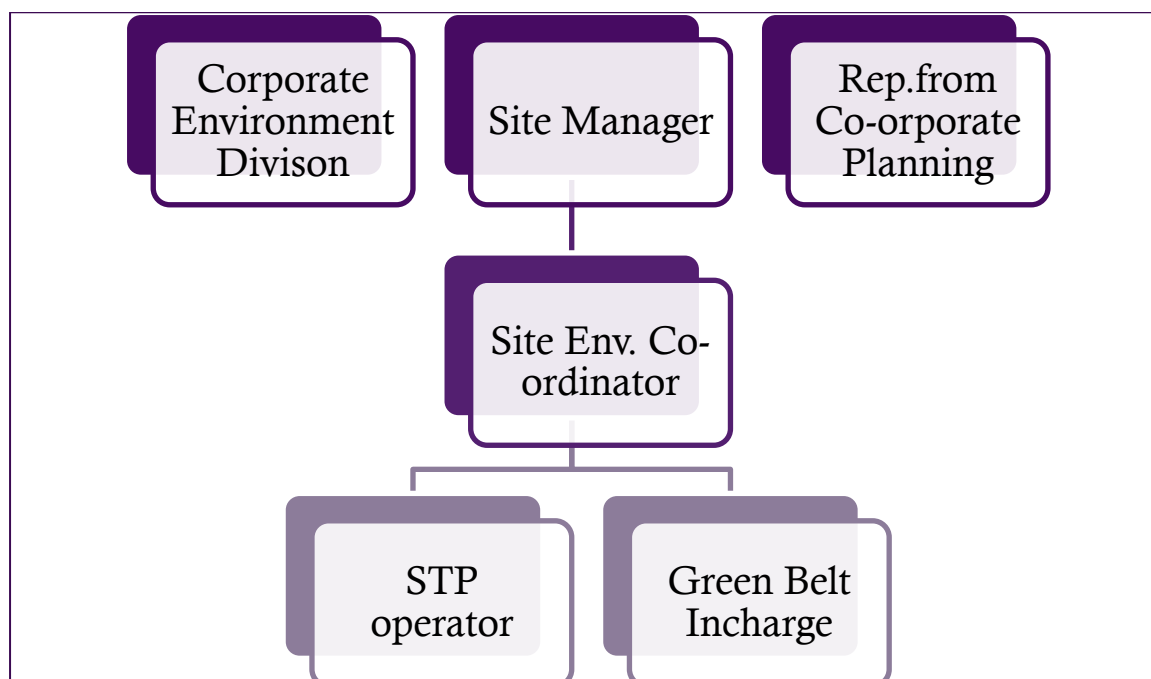 Corporate
Environment
Divison
Site Manager
Rep.from
Co-orporate
Planning
Site Env. Co-
ordinator
STP
operator
Green Belt
Incharge